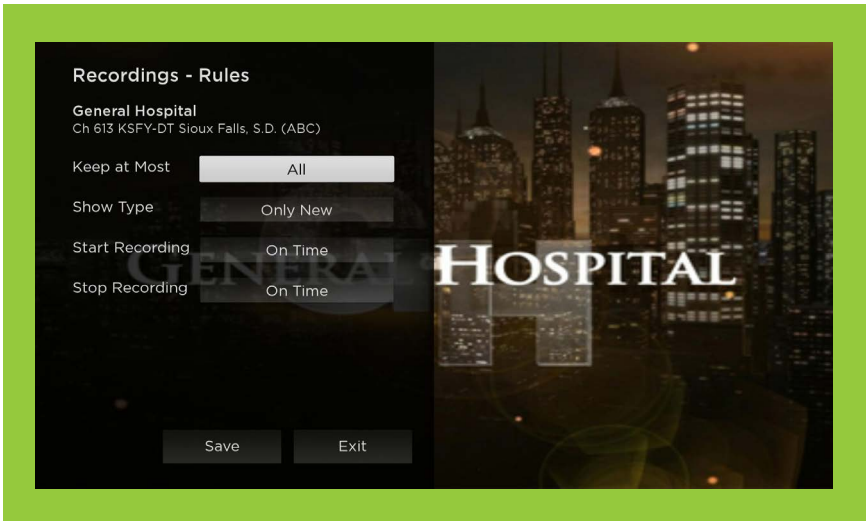 Recordings - Rules
General Hospital
Ch 613 KSFY-DT Sioux Falls, S.D. (ABC)
Keep at Most All
Show Type Only New
Start Recording On Time
Stop Recording On Time
GENERAL HOSPITAL
GH
Save Exit